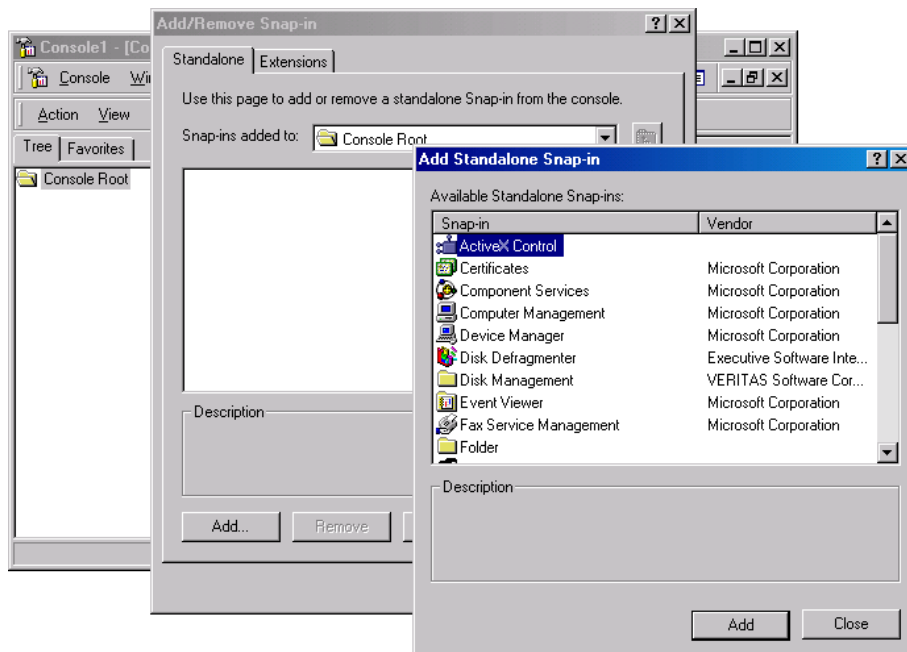 Add/Remove Snap-in
Console1 - [Co
Standalone Extensions
Console Wi
Use this page to add or remove a standalone Snap-in from the console.
Action View
Snap-ins added to: Console Root
Tree Favorites
Console Root
Description
Add... Remove
Add Standalone Snap-in
Available Standalone Snap-ins:
Snap-in Vendor
ActiveX Control
Certificates Microsoft Corporation
Component Services Microsoft Corporation
Computer Management Microsoft Corporation
Device Manager Microsoft Corporation
Disk Defragmenter Executive Software Inte...
Disk Management VERITAS Software Cor...
Event Viewer Microsoft Corporation
Fax Service Management Microsoft Corporation
Folder
Description
Add Close